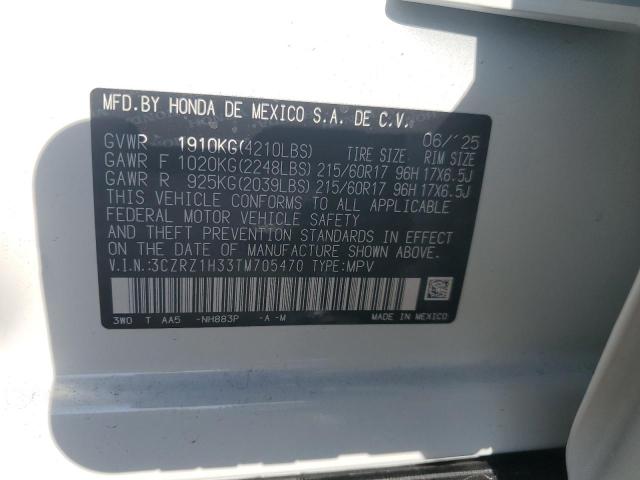 MFD.BY HONDA DE MEXICO S.A. DE C.V.
06/'25
GVWR 1910KG(4210LBS) TIRE SIZE RIM SIZE
GAWR F 1020KG(2248LBS) 215/60R17 96H 17X6.5J
GAWR R 925KG(2039LBS) 215/60R17 96H 17X6.5J
THIS VEHICLE CONFORMS TO ALL APPLICABLE
FEDERAL MOTOR VEHICLE SAFETY
AND THEFT PREVENTION STANDARDS IN EFFECT
ON THE DATE OF MANUFACTURE SHOWN ABOVE.
V.I.N.:3CZRZ1H33TM705470 TYPE:MPV
3W0 T AA5 -NH883P -A -M MADE IN MEXICO